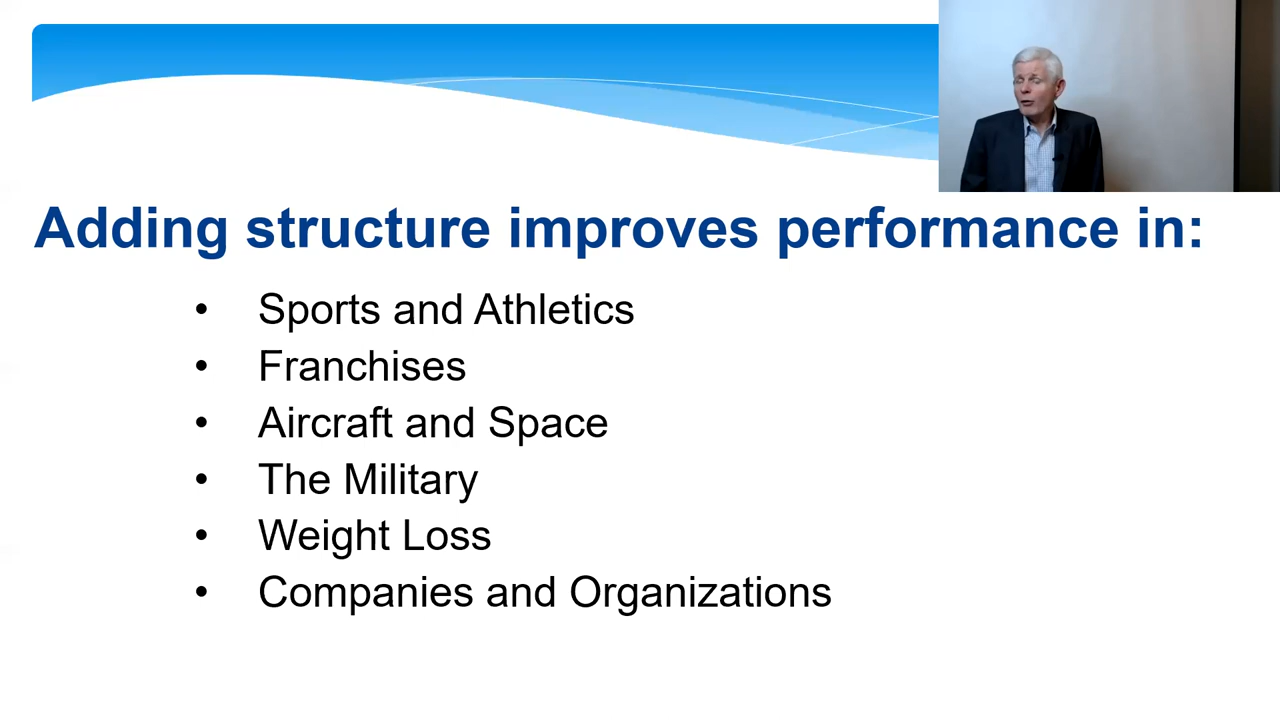 Adding structure improves performance in:
• Sports and Athletics
• Franchises
• Aircraft and Space
• The Military
• Weight Loss
• Companies and Organizations